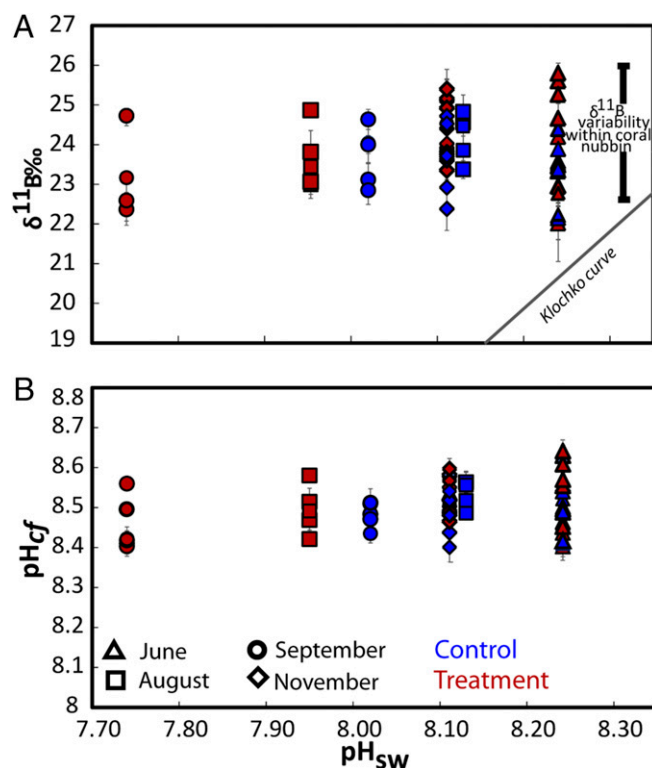 A
27
26
25
24
23
22
21
20
19
δ11B‰
δ11B
variability
within coral
nubbin
Klochko curve
B
8.8
8.7
8.6
8.5
8.4
8.3
8.2
8.1
8
pHcf
June
September
Control
August
November
Treatment
7.70 7.80 7.90 8.00 8.10 8.20 8.30
pHsw